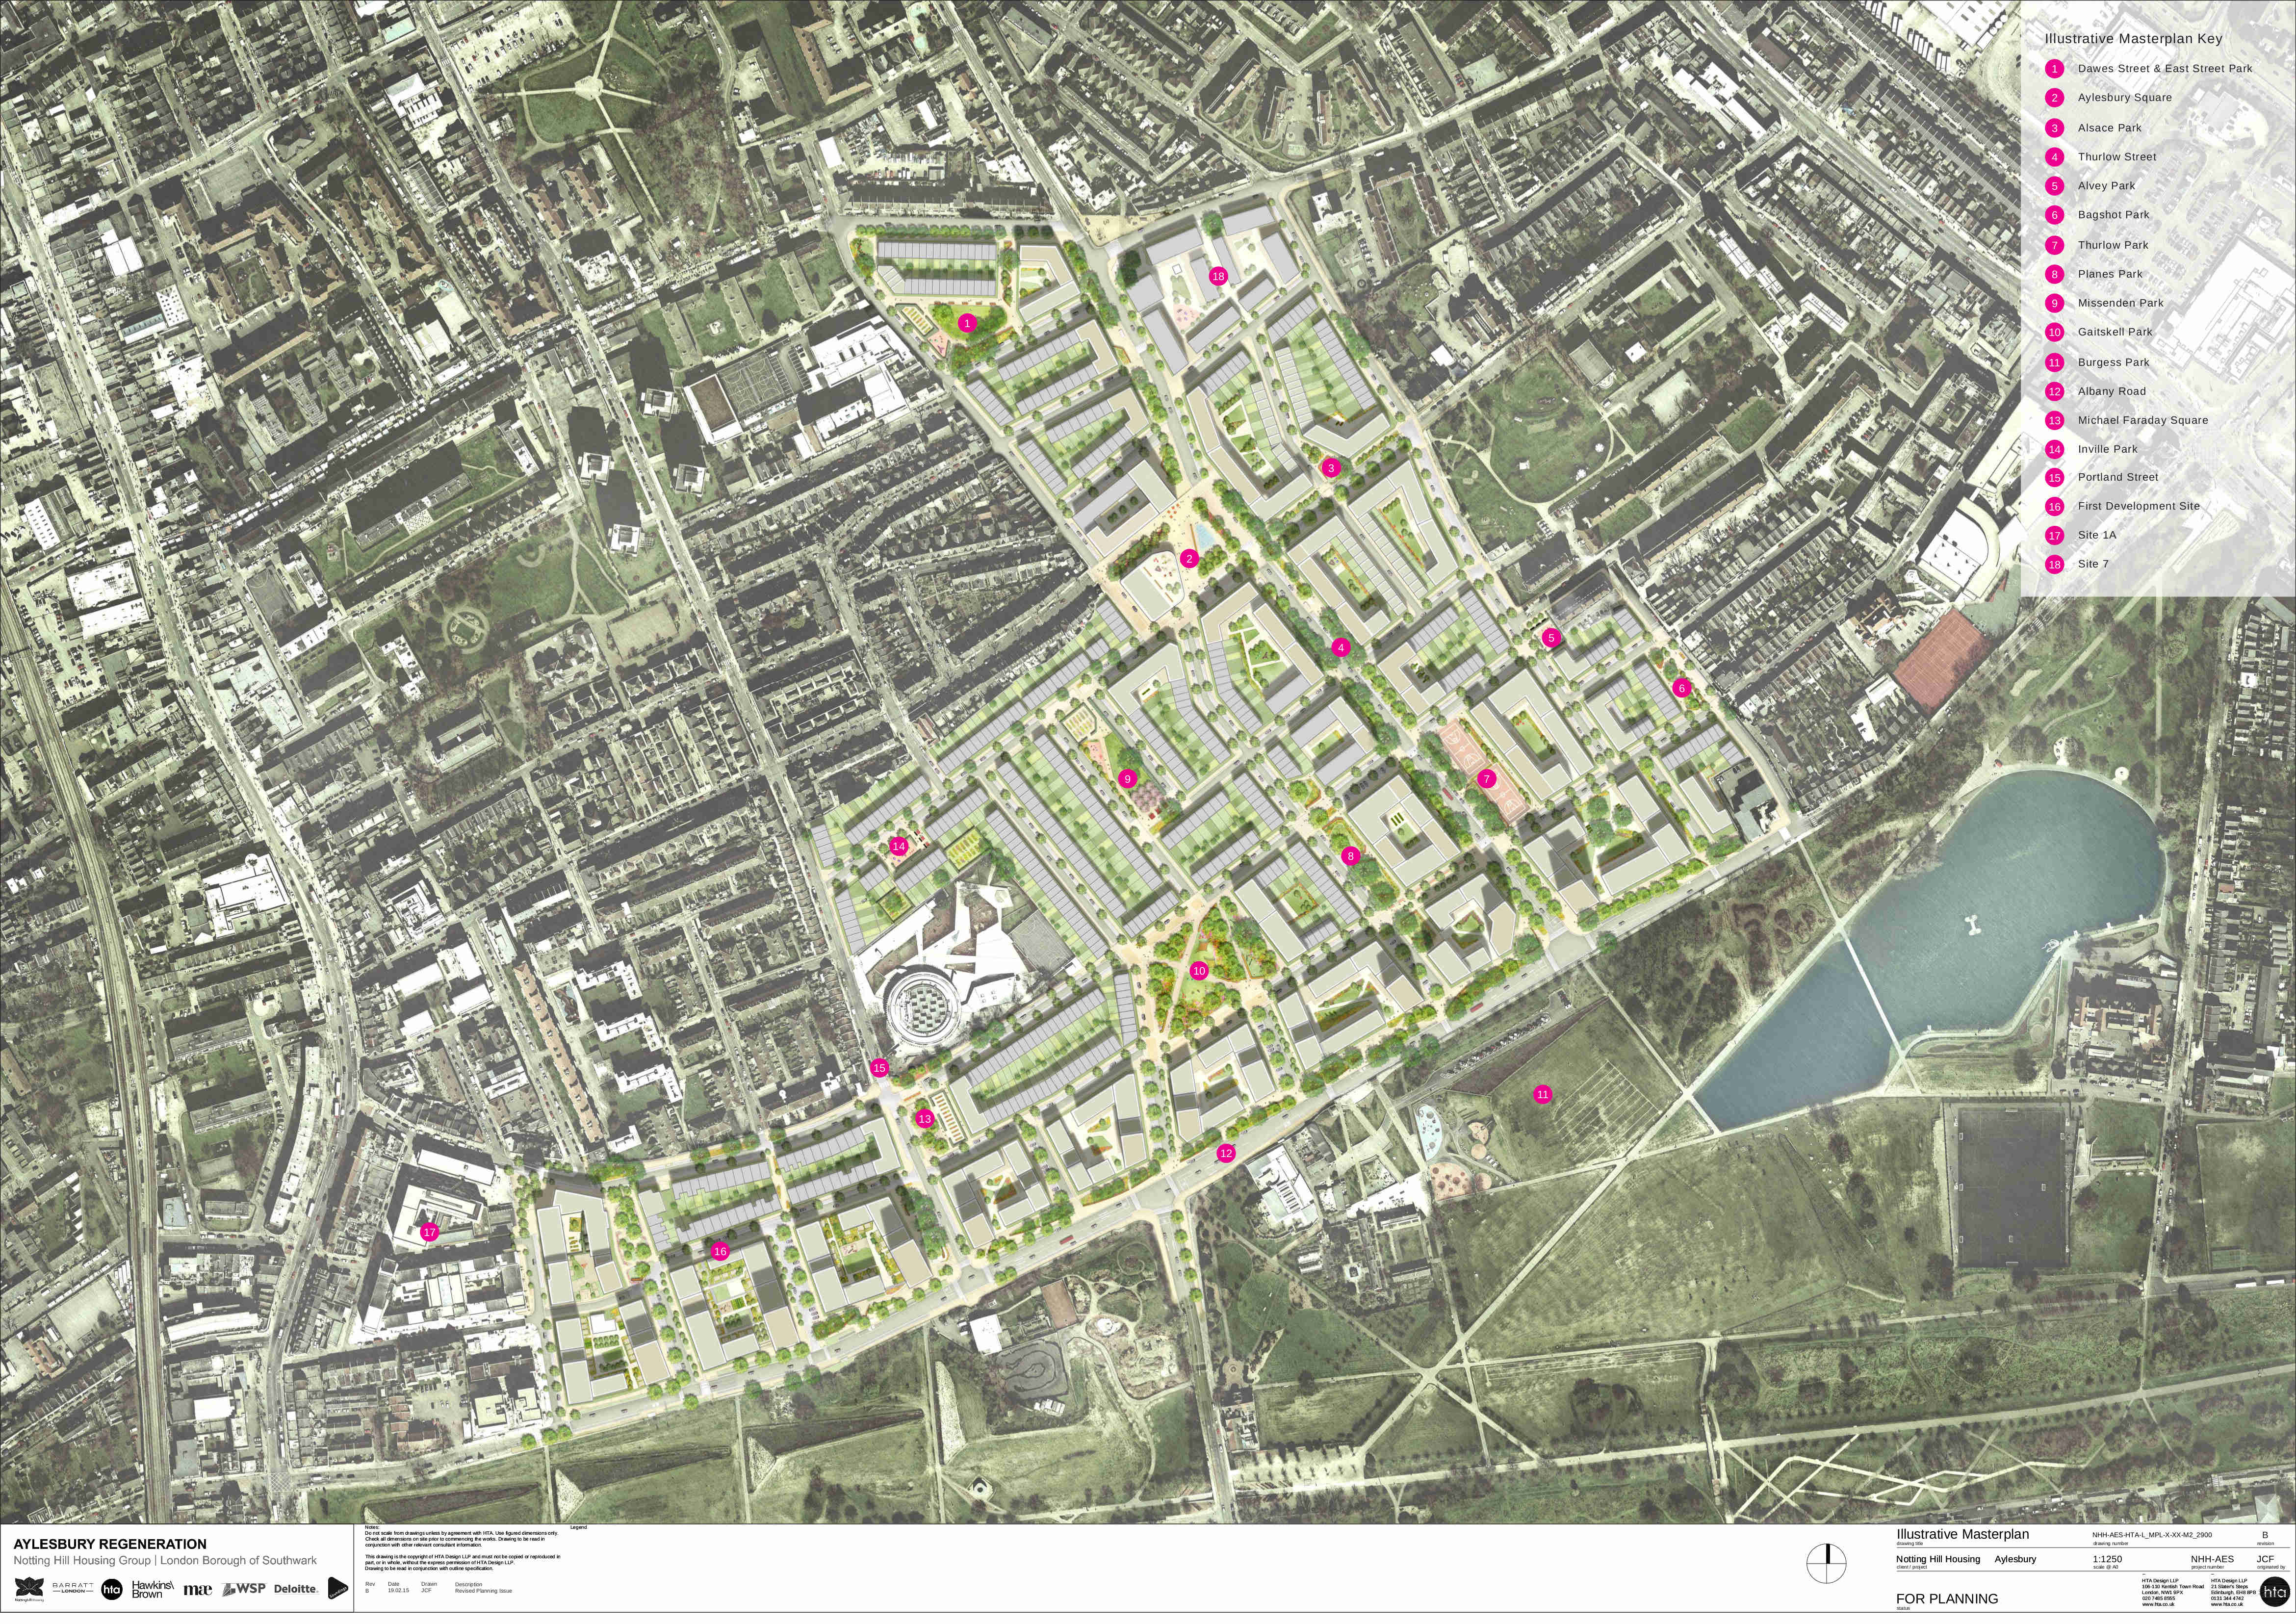 Illustrative Masterplan Key
1 Dawes Street & East Street Park
2 Aylesbury Square
3 Alsace Park
4 Thurlow Street
5 Alvey Park
6 Bagshot Park
7 Thurlow Park
8 Planes Park
9 Missenden Park
10 Gaitskell Park
11 Burgess Park
12 Albany Road
13 Michael Faraday Square
14 Inville Park
15 Portland Street
16 First Development Site
17 Site 1A
18 Site 7
18
1
3
2
4
5
6
9
7
14
8
10
15
11
13
12
17
16
AYLESBURY REGENERATION
Notting Hill Housing Group | London Borough of Southwark
BARRATT
LONDON
hta
Hawkins\
Brown
mæ
WSP
Deloitte.
Notes:
Do not scale from drawings unless by agreement with HTA. Use figured dimensions only.
Check all dimensions on site prior to commencing the works. Drawing to be read in
conjunction with other relevant consultant information.
This drawing is the copyright of HTA Design LLP and must not be copied or reproduced in
part, or in whole, without the express permission of HTA Design LLP.
Drawing to be read in conjunction with outline specification.
Legend
Rev Date Drawn Description
B 19.02.15 JCF Revised Planning Issue
Illustrative Masterplan NHH-AES-HTA-L_MPL-X-XX-M2_2900 B
drawing title drawing number revision
Notting Hill Housing Aylesbury 1:1250 NHH-AES JCF
client / project scale @ A0 project number originated by
FOR PLANNING
status
HTA Design LLP
106-110 Kentish Town Road
London, NW1 9PX
020 7485 8555
www.hta.co.uk
HTA Design LLP
21 Slater's Steps
Edinburgh, EH8 8PB
0131 344 4742
www.hta.co.uk
hta